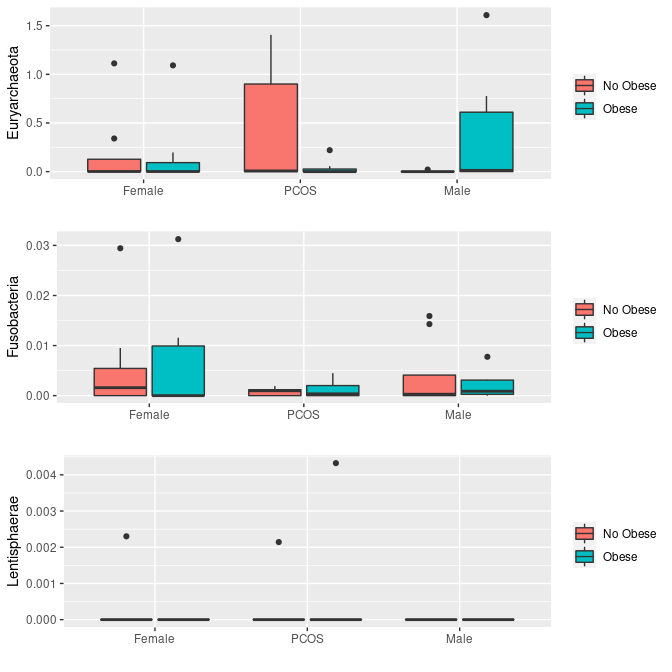 Euryarchaeota
1.5
1.0
0.5
0.0
Female
PCOS
Male
No Obese
Obese
Fusobacteria
0.03
0.02
0.01
0.00
Female
PCOS
Male
No Obese
Obese
Lentisphaerae
0.004
0.003
0.002
0.001
0.000
Female
PCOS
Male
No Obese
Obese